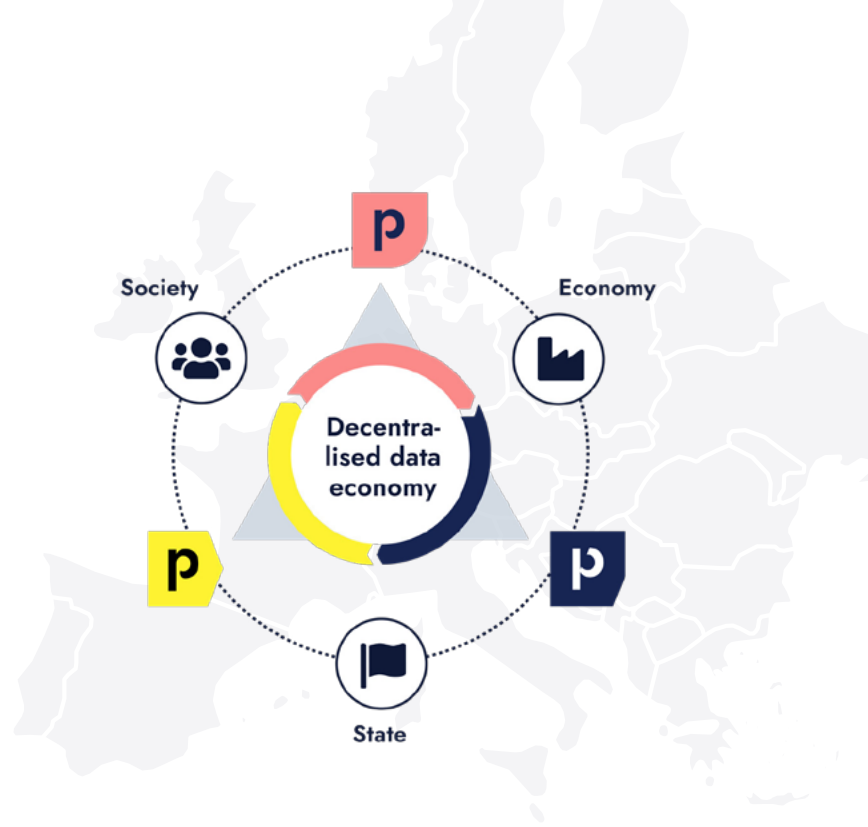 p
Society
Economy
Decentra-
lised data
economy
p
p
State